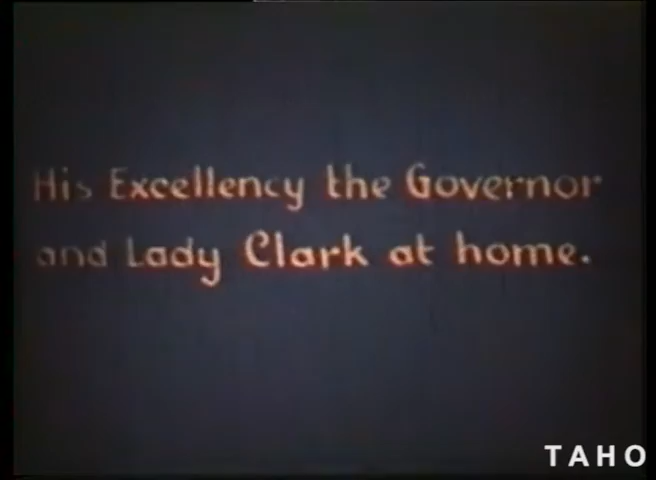 His Excellency the Governor
and Lady Clark at home.
TAHO